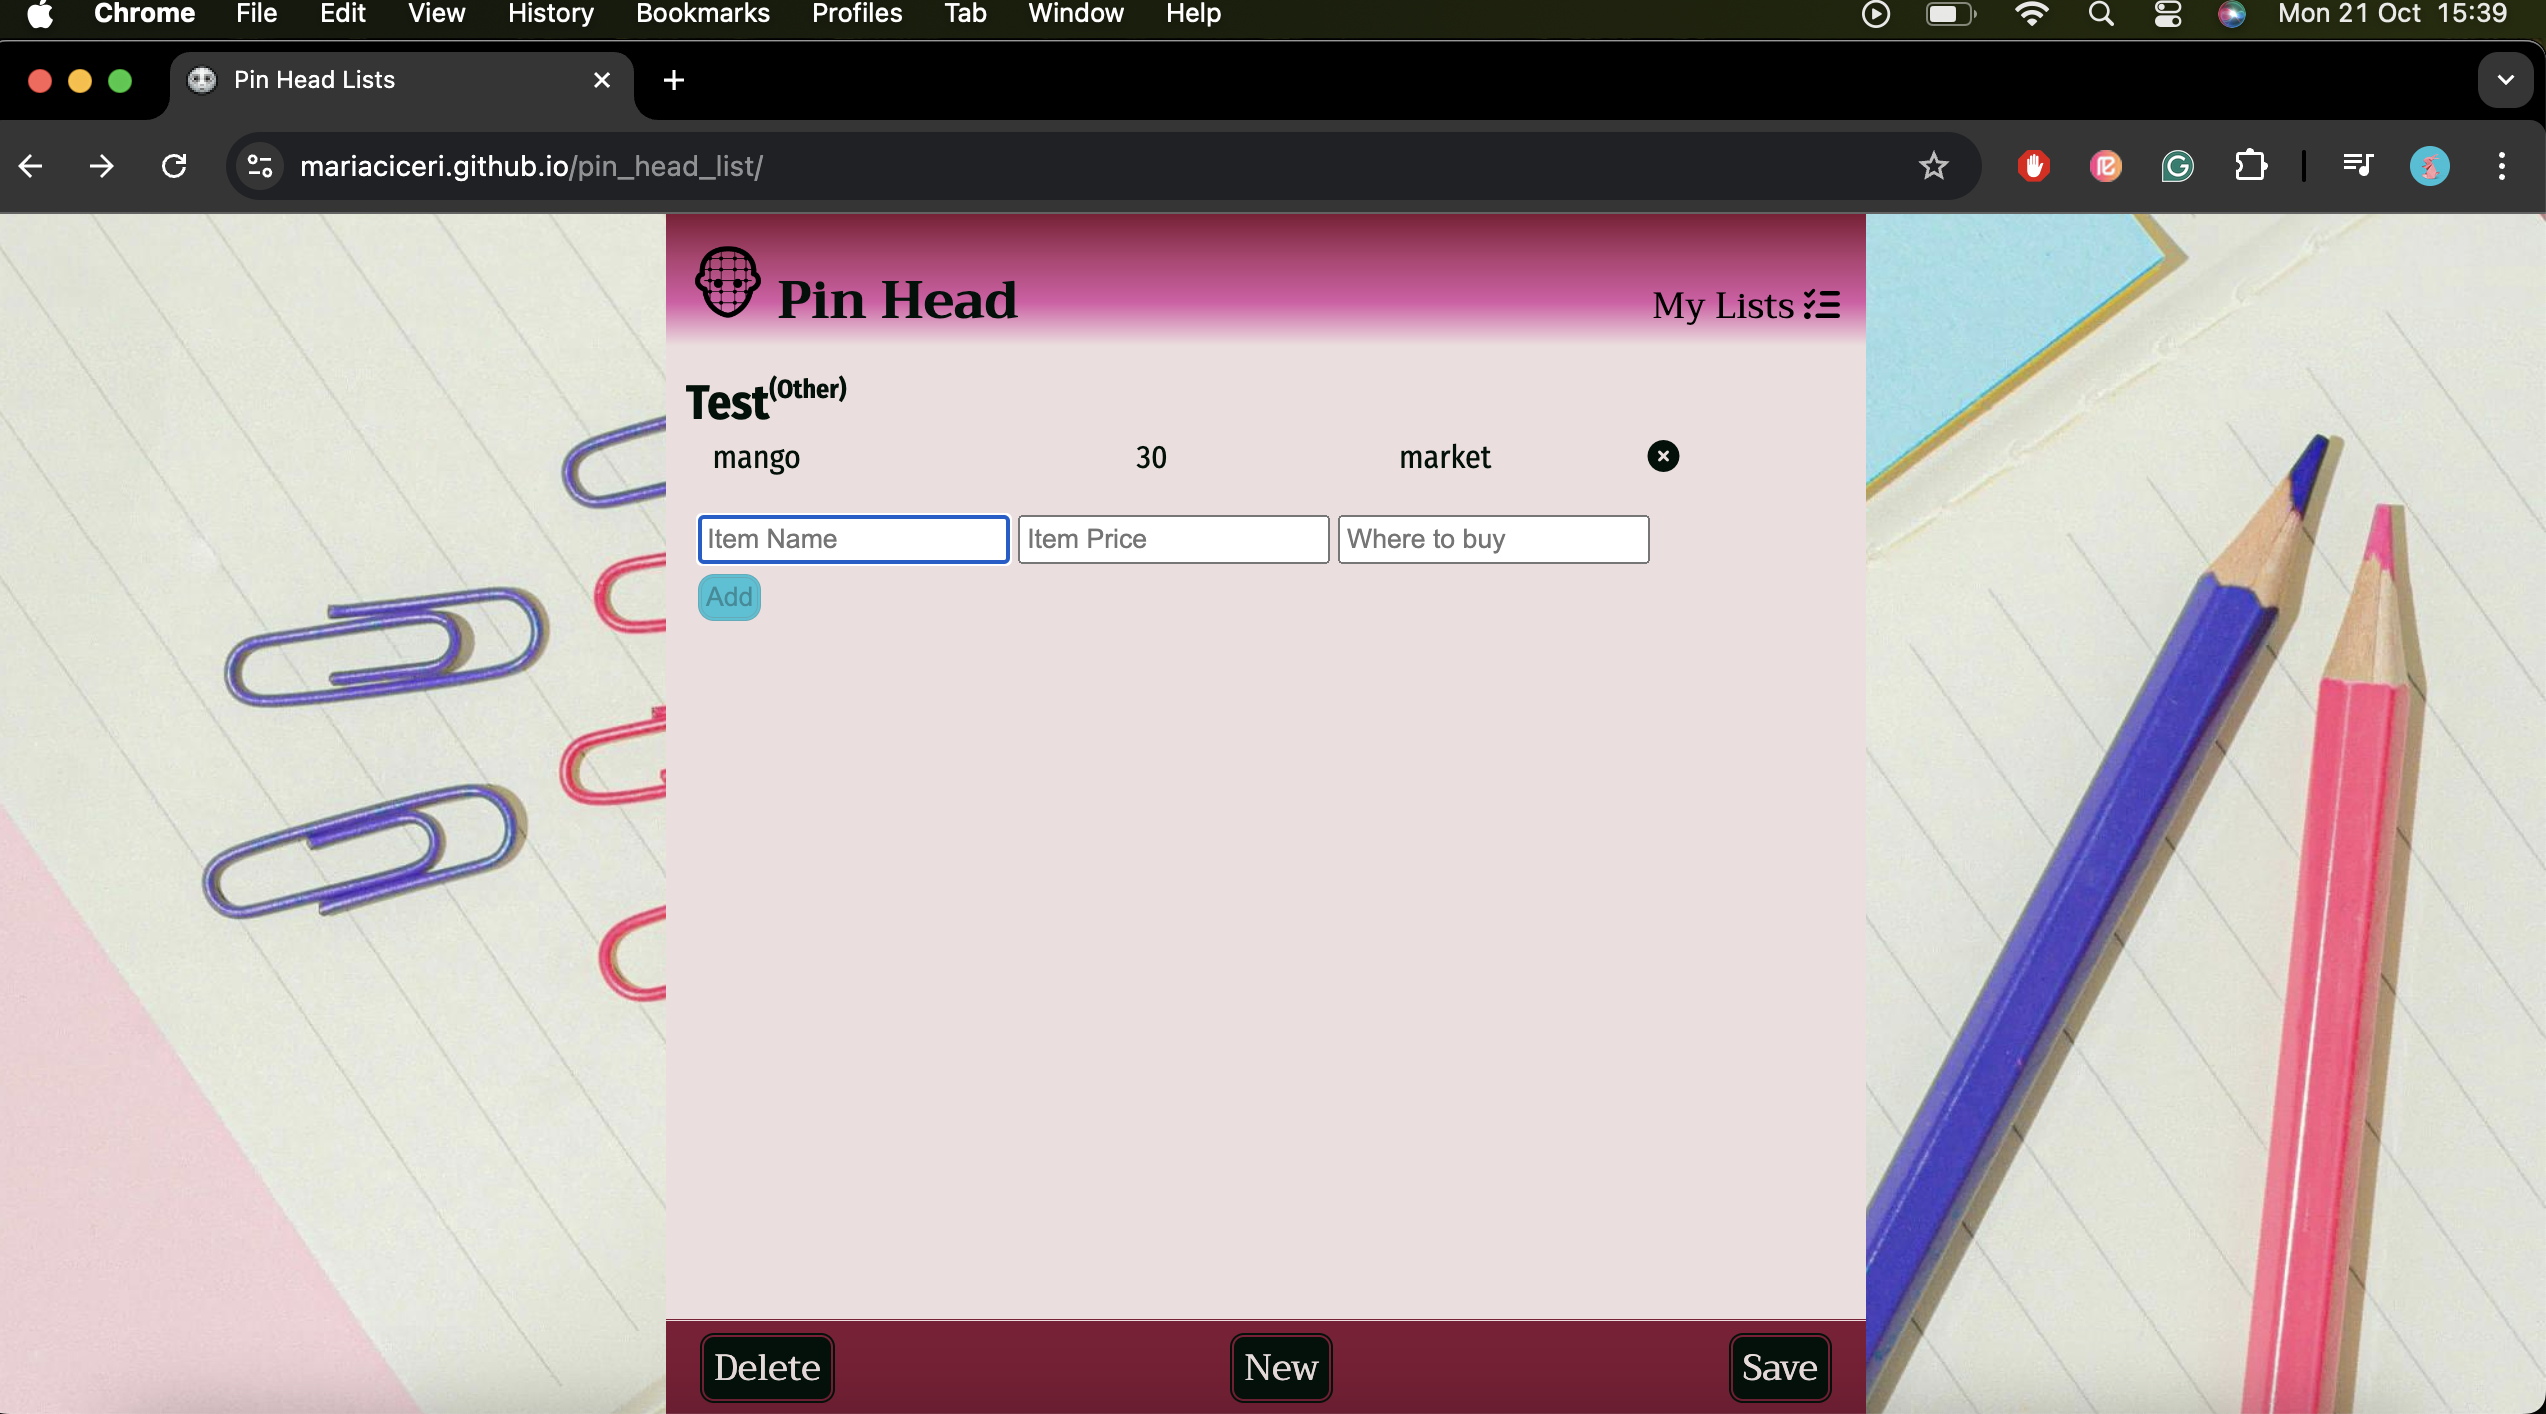 Chrome File Edit View History Bookmarks Profiles Tab Window Help Mon 21 Oct 15:39
Pin Head Lists
mariaciceri.github.io/pin_head_list/
Pin Head
My Lists
Test(Other)
mango 30 market
Item Name Item Price Where to buy
Add
Delete New Save